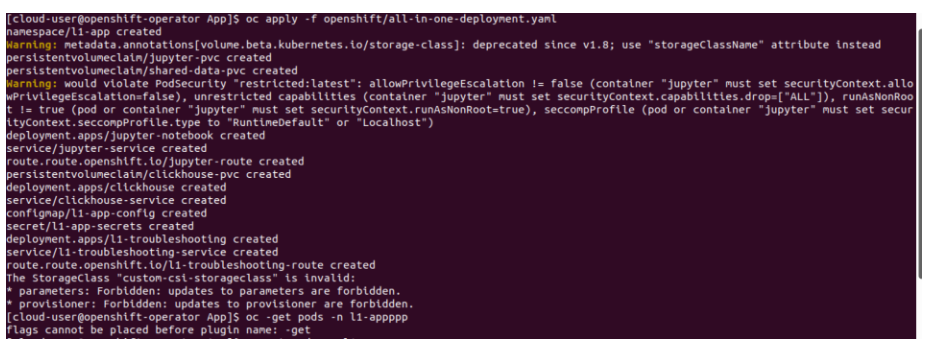 [cloud-user@openshift-operator App]$ oc apply -f openshift/all-in-one-deployment.yaml
namespace/l1-app created
Warning: metadata.annotations[volume.beta.kubernetes.io/storage-class]: deprecated since v1.8; use "storageClassName" attribute instead
persistentvolumeclaim/jupyter-pvc created
persistentvolumeclaim/shared-data-pvc created
Warning: would violate PodSecurity "restricted:latest": allowPrivilegeEscalation != false (container "jupyter" must set securityContext.allo
wPrivilegeEscalation=false), unrestricted capabilities (container "jupyter" must set securityContext.capabilities.drop=["ALL"]), runAsNonRoo
t != true (pod or container "jupyter" must set securityContext.runAsNonRoot=true), seccompProfile (pod or container "jupyter" must set secur
ityContext.seccompProfile.type to "RuntimeDefault" or "Localhost")
deployment.apps/jupyter-notebook created
service/jupyter-service created
route.route.openshift.io/jupyter-route created
persistentvolumeclaim/clickhouse-pvc created
deployment.apps/clickhouse created
service/clickhouse-service created
configmap/l1-app-config created
secret/l1-app-secrets created
deployment.apps/l1-troubleshooting created
service/l1-troubleshooting-service created
route.route.openshift.io/l1-troubleshooting-route created
The StorageClass "custom-csi-storageclass" is invalid:
* parameters: Forbidden: updates to parameters are forbidden.
* provisioner: Forbidden: updates to provisioner are forbidden.
[cloud-user@openshift-operator App]$ oc -get pods -n l1-appppp
flags cannot be placed before plugin name: -get